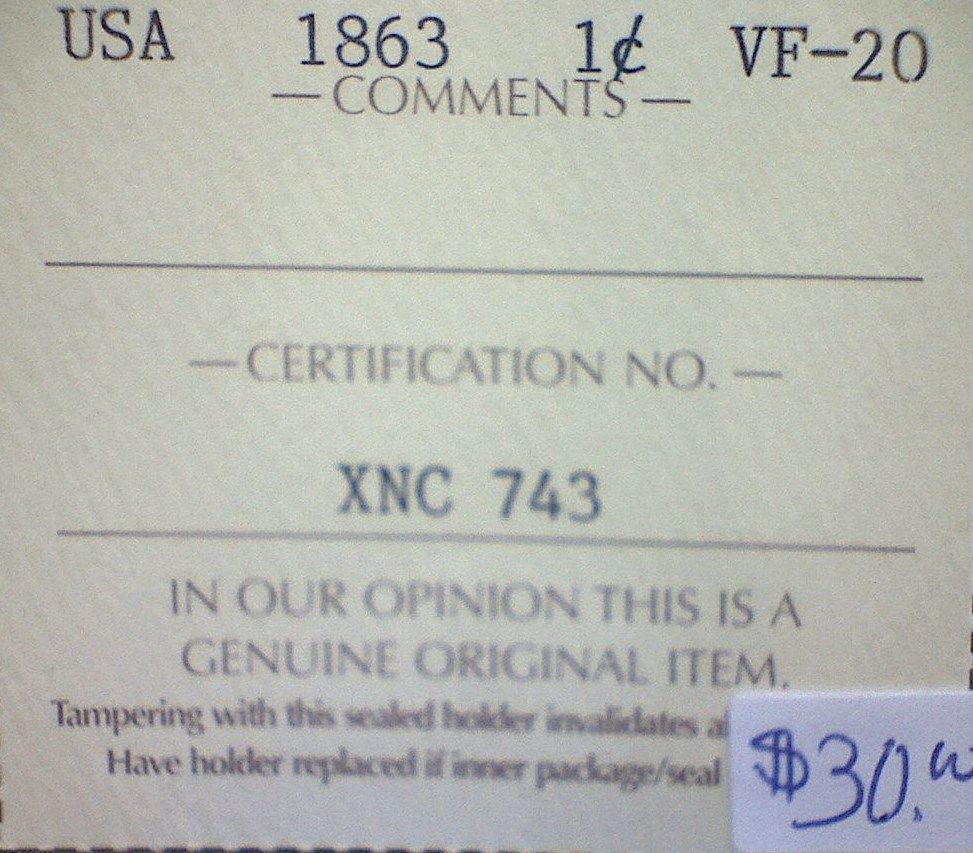 USA 1863 1¢ VF-20
— COMMENTS —
— CERTIFICATION NO. —
XNC 743
IN OUR OPINION THIS IS A
GENUINE ORIGINAL ITEM.
Tampering with this sealed holder invalidates
Have holder replaced if inner package/seal
$30.